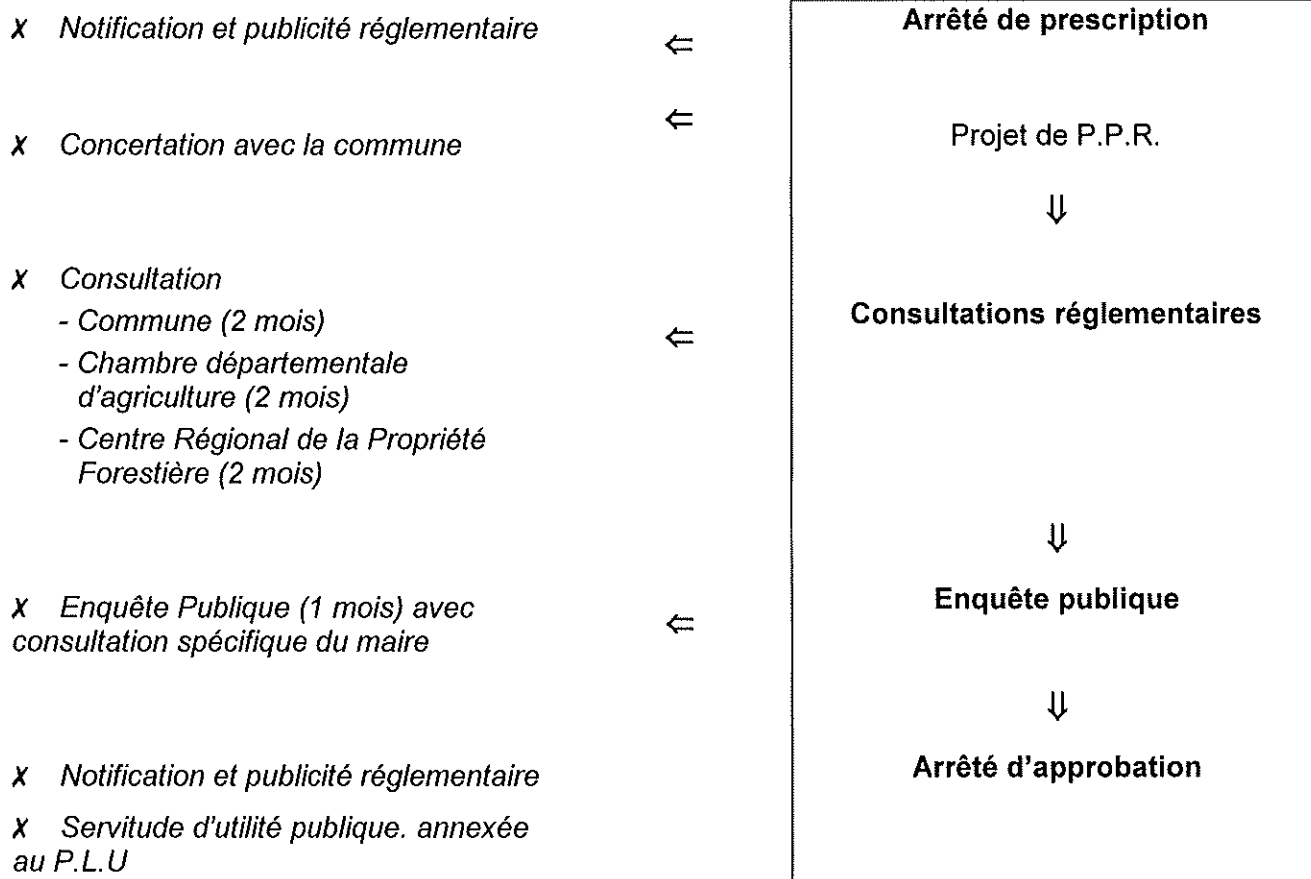 ✗ Notification et publicité réglementaire
⇐
Arrêté de prescription
✗ Concertation avec la commune
⇐
Projet de P.P.R.
⇓
✗ Consultation
- Commune (2 mois)
- Chambre départementale
d'agriculture (2 mois)
- Centre Régional de la Propriété
Forestière (2 mois)
⇐
Consultations réglementaires
⇓
✗ Enquête Publique (1 mois) avec
consultation spécifique du maire
⇐
Enquête publique
⇓
✗ Notification et publicité réglementaire
✗ Servitude d'utilité publique. annexée
au P.L.U
Arrêté d'approbation